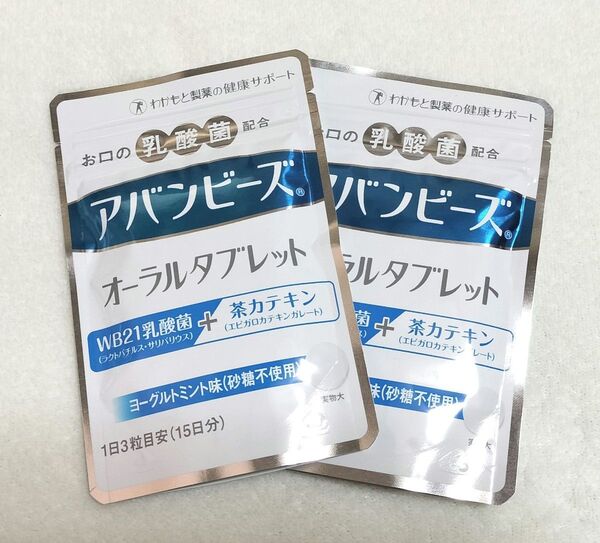 わかもと製薬の健康サポート
お口の 乳酸菌 配合
アバンビーズ®
オーラルタブレット
WB21乳酸菌
(ラクトバチルス・サリバリウス)
+
茶カテキン
(エピガロカテキンガレート)
ヨーグルトミント味(砂糖不使用)
実物大
1日3粒目安(15日分)
わかもと製薬の健康サポート
お口の 乳酸菌 配合
バンビーズ®
ラルタブレット
菌
+
茶カテキン
(エピガロカテキンガレート)
味(砂糖不使用)